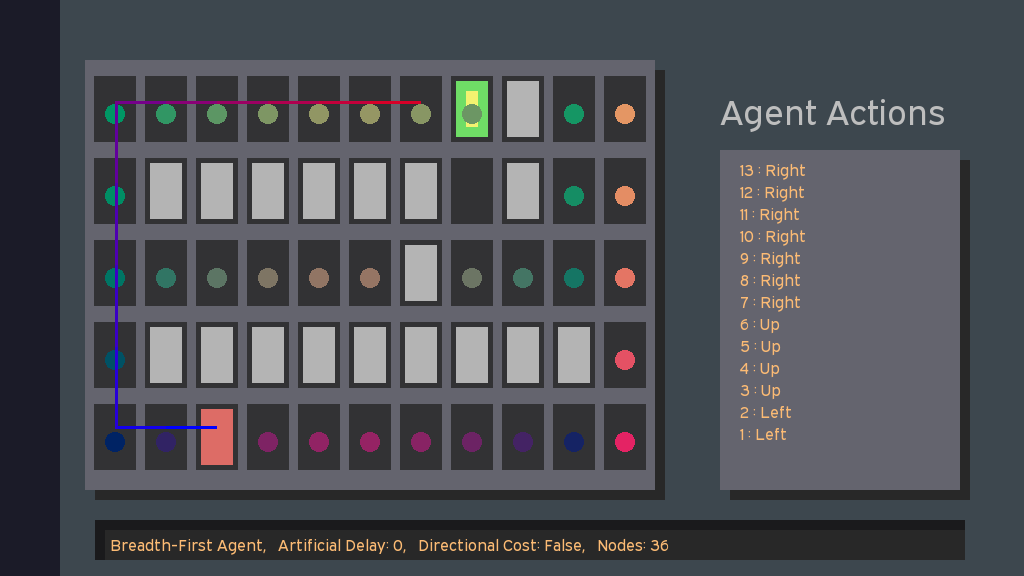 Agent Actions
13 : Right
12 : Right
11 : Right
10 : Right
9 : Right
8 : Right
7 : Right
6 : Up
5 : Up
4 : Up
3 : Up
2 : Left
1 : Left
Breadth-First Agent, Artificial Delay: 0, Directional Cost: False, Nodes: 36